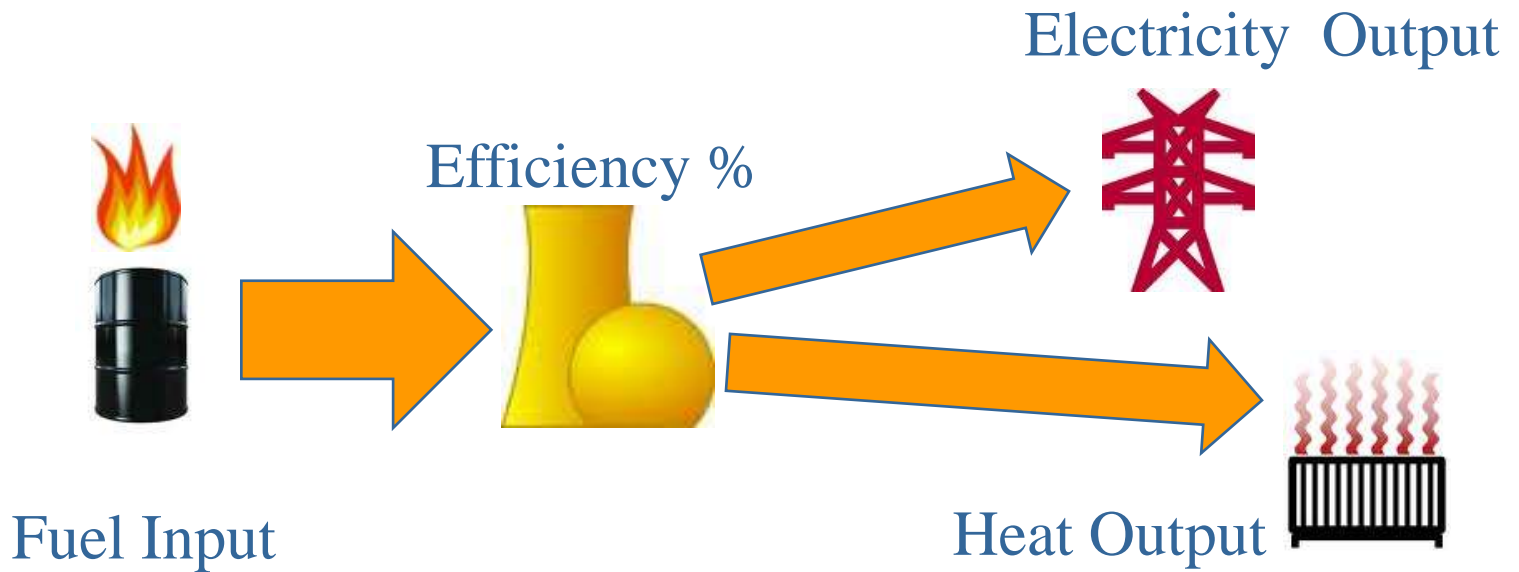 Electricity  Output
Efficiency %
Fuel Input
Heat Output